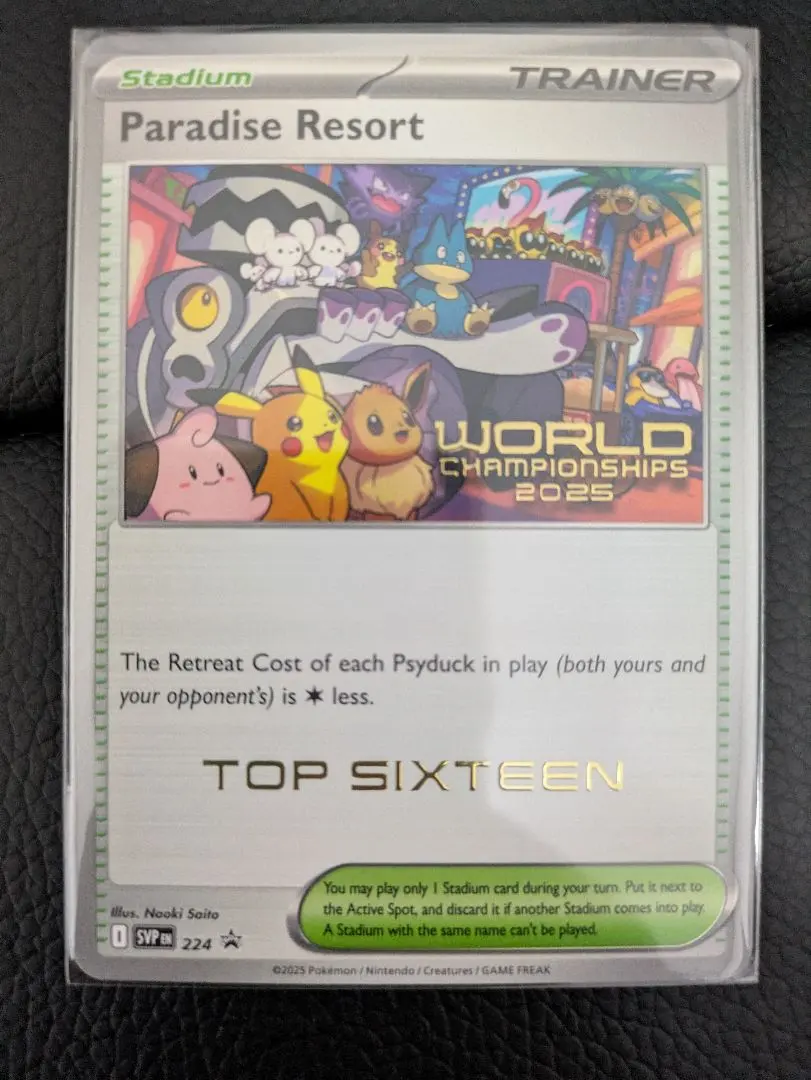 Stadium TRAINER
Paradise Resort
WORLD
CHAMPIONSHIPS
2025
The Retreat Cost of each Psyduck in play (both yours and
your opponent's) is ✶ less.
TOP SIXTEEN
You may play only 1 Stadium card during your turn. Put it next to
the Active Spot, and discard it if another Stadium comes into play.
A Stadium with the same name can't be played.
Illus. Naoki Saito
I SVP EN 224
©2025 Pokémon / Nintendo / Creatures / GAME FREAK